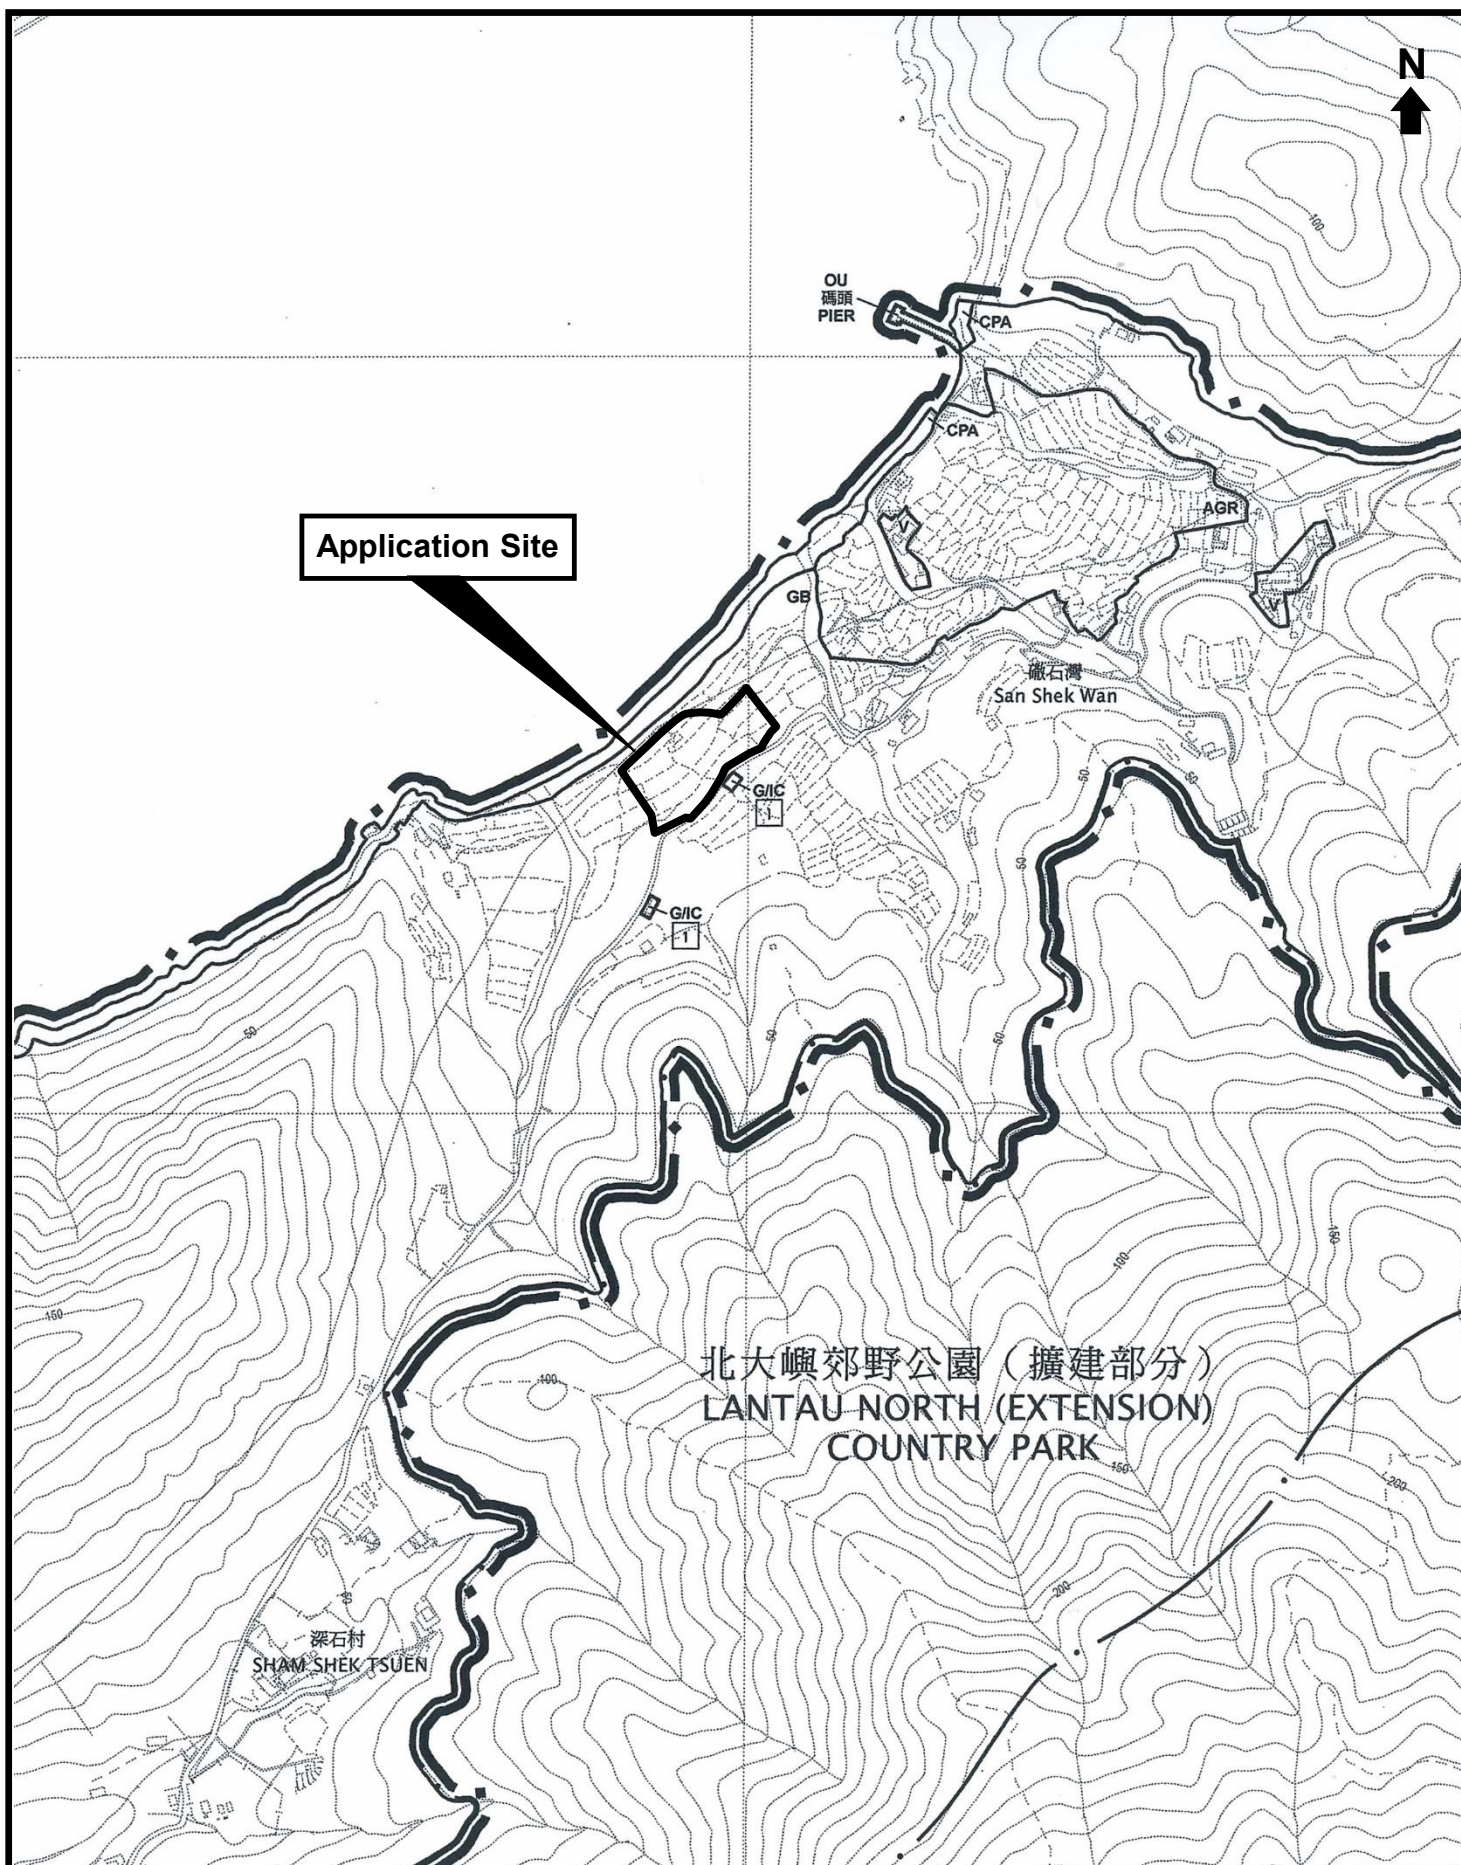 N
100
OU
碼頭
PIER
CPA
CPA
AGR
V
Application Site
GB
V
磡石灣
San Shek Wan
50
50
G/IC
1
50
G/IC
1
50
50
50
150
100
150
北大嶼郊野公園（擴建部分）
LANTAU NORTH (EXTENSION)
COUNTRY PARK
100
150
200
200
50
深石村
SHAM SHEK TSUEN